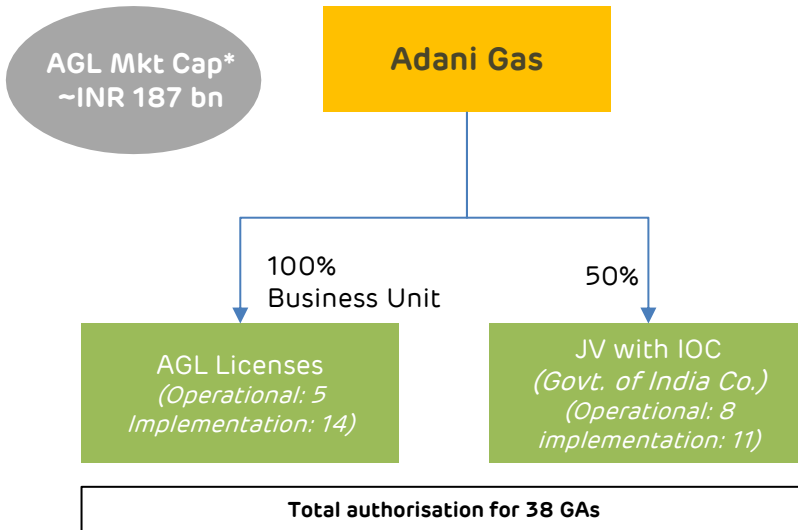 AGL Mkt Cap*
~INR 187 bn
Adani Gas
100%
Business Unit
50%
AGL Licenses
(Operational: 5
Implementation: 14)
JV with IOC
(Govt. of India Co.)
(Operational: 8
implementation: 11)
Total authorisation for 38 GAs